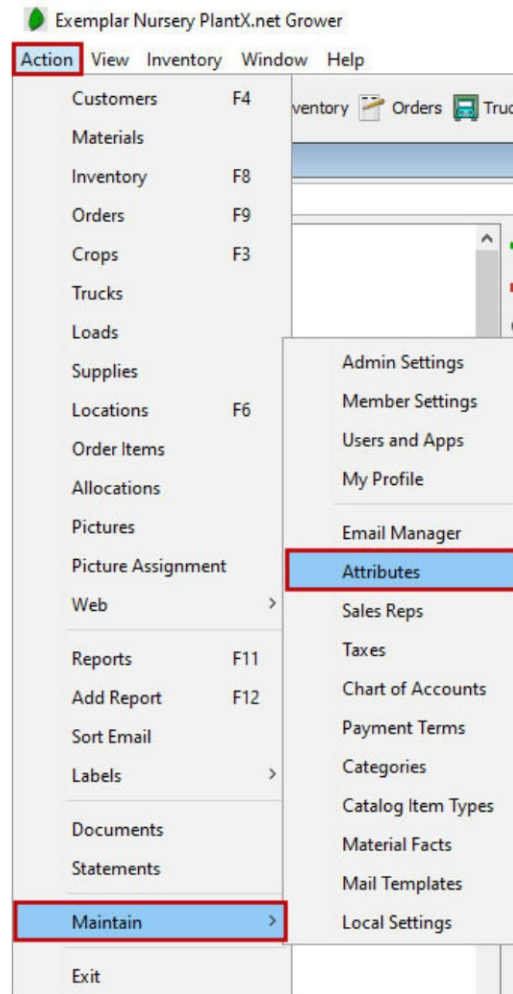 Exemplar Nursery PlantX.net Grower
Action View Inventory Window Help
Customers F4
Materials
Inventory F8
Orders F9
Crops F3
Trucks
Loads
Supplies
Locations F6
Order Items
Allocations
Pictures
Picture Assignment
Web >
Reports F11
Add Report F12
Sort Email
Labels >
Documents
Statements
Maintain >
Exit
ventory Orders Truc
Admin Settings
Member Settings
Users and Apps
My Profile
Email Manager
Attributes
Sales Reps
Taxes
Chart of Accounts
Payment Terms
Categories
Catalog Item Types
Material Facts
Mail Templates
Local Settings